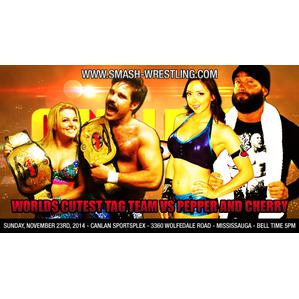 WWW.SMASH-WRESTLING.COM
WORLDS CUTEST TAG TEAM VS PEPPER AND CHERRY
SUNDAY, NOVEMBER 23RD, 2014 - CANLAN SPORTSPLEX - 3360 WOLFEDALE ROAD - MISSISSAUGA - BELL TIME 5PM